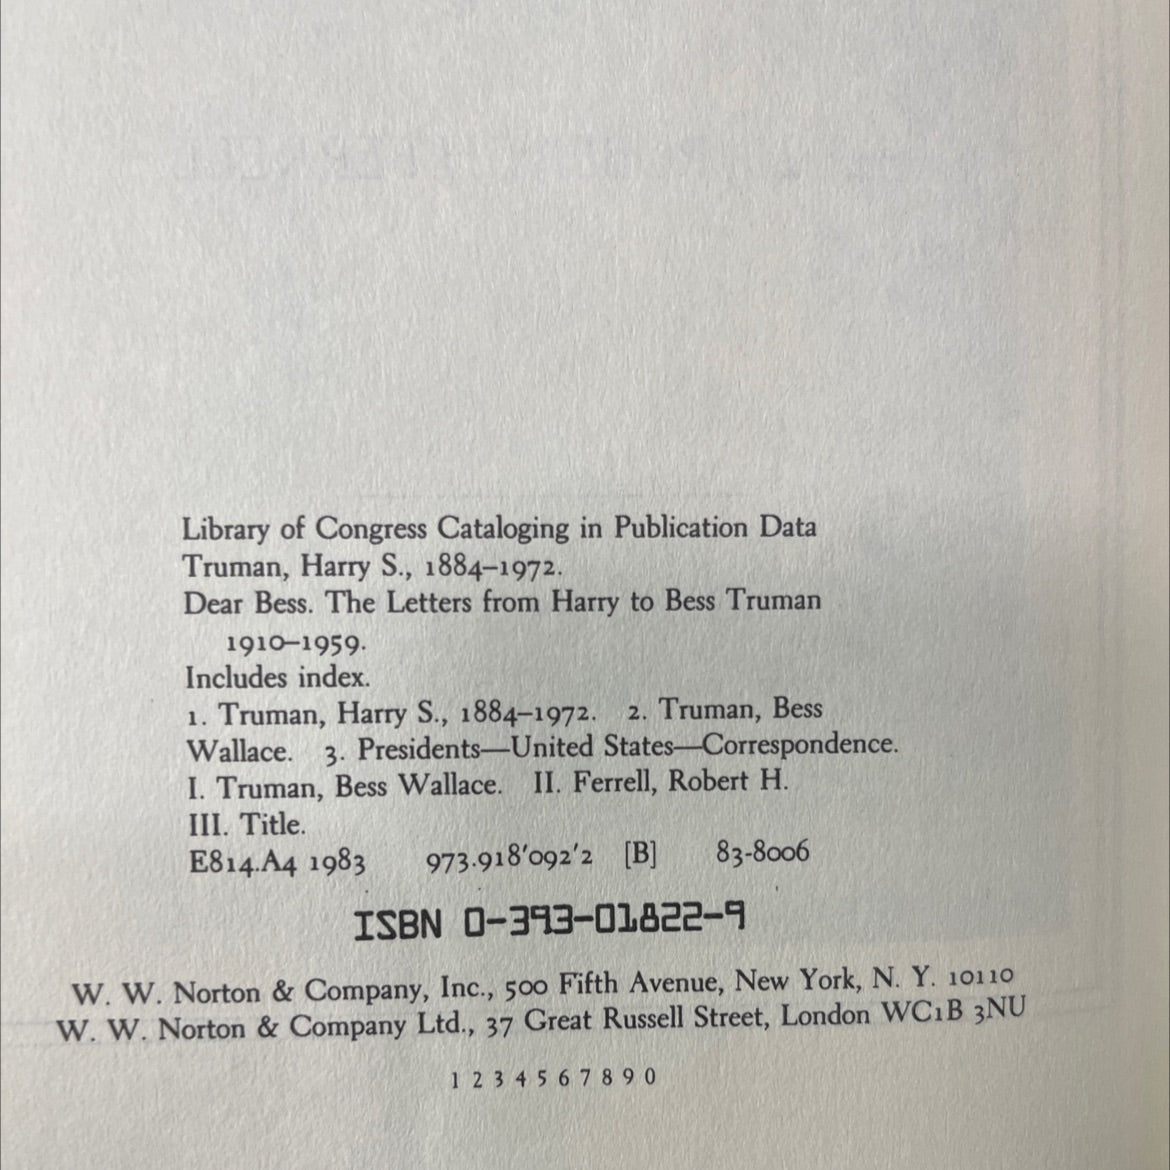 Library of Congress Cataloging in Publication Data
Truman, Harry S., 1884–1972.
Dear Bess. The Letters from Harry to Bess Truman
1910–1959.
Includes index.
1. Truman, Harry S., 1884–1972. 2. Truman, Bess
Wallace. 3. Presidents—United States—Correspondence.
I. Truman, Bess Wallace. II. Ferrell, Robert H.
III. Title.
E814.A4 1983 973.918′092′2 [B] 83-8006
ISBN 0-393-01822-9
W. W. Norton & Company, Inc., 500 Fifth Avenue, New York, N. Y. 10110
W. W. Norton & Company Ltd., 37 Great Russell Street, London WC1B 3NU
1 2 3 4 5 6 7 8 9 0